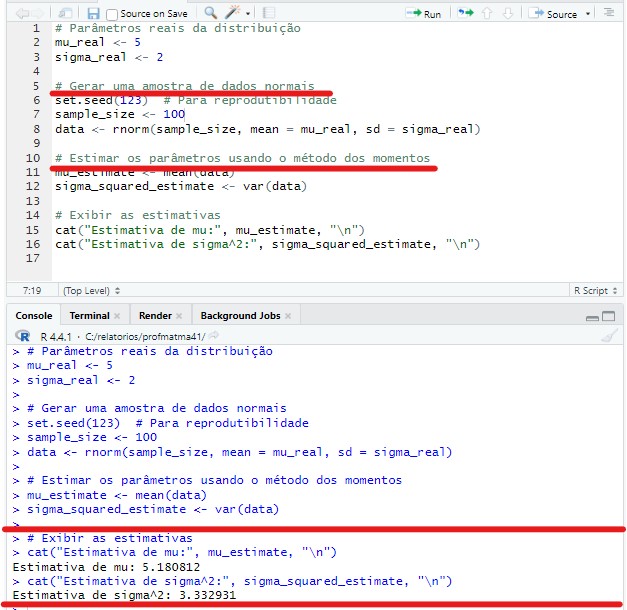 Source on Save
Run
Source
1 # Parâmetros reais da distribuição
2 mu_real <- 5
3 sigma_real <- 2
4
5 # Gerar uma amostra de dados normais
6 set.seed(123)  # Para reprodutibilidade
7 sample_size <- 100
8 data <- rnorm(sample_size, mean = mu_real, sd = sigma_real)
9
10 # Estimar os parâmetros usando o método dos momentos
11 mu_estimate <- mean(data)
12 sigma_squared_estimate <- var(data)
13
14 # Exibir as estimativas
15 cat("Estimativa de mu:", mu_estimate, "\n")
16 cat("Estimativa de sigma^2:", sigma_squared_estimate, "\n")
17
7:19 (Top Level) R Script
Console Terminal Render Background Jobs
R R 4.4.1 · C:/relatorios/profmatma41/
> # Parâmetros reais da distribuição
> mu_real <- 5
> sigma_real <- 2
>
> # Gerar uma amostra de dados normais
> set.seed(123)  # Para reprodutibilidade
> sample_size <- 100
> data <- rnorm(sample_size, mean = mu_real, sd = sigma_real)
>
> # Estimar os parâmetros usando o método dos momentos
> mu_estimate <- mean(data)
> sigma_squared_estimate <- var(data)
>
> # Exibir as estimativas
> cat("Estimativa de mu:", mu_estimate, "\n")
Estimativa de mu: 5.180812
> cat("Estimativa de sigma^2:", sigma_squared_estimate, "\n")
Estimativa de sigma^2: 3.332931
>